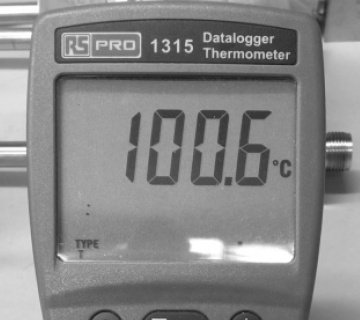 RS PRO 1315 Datalogger
Thermometer
100.6 °C
TYPE
T